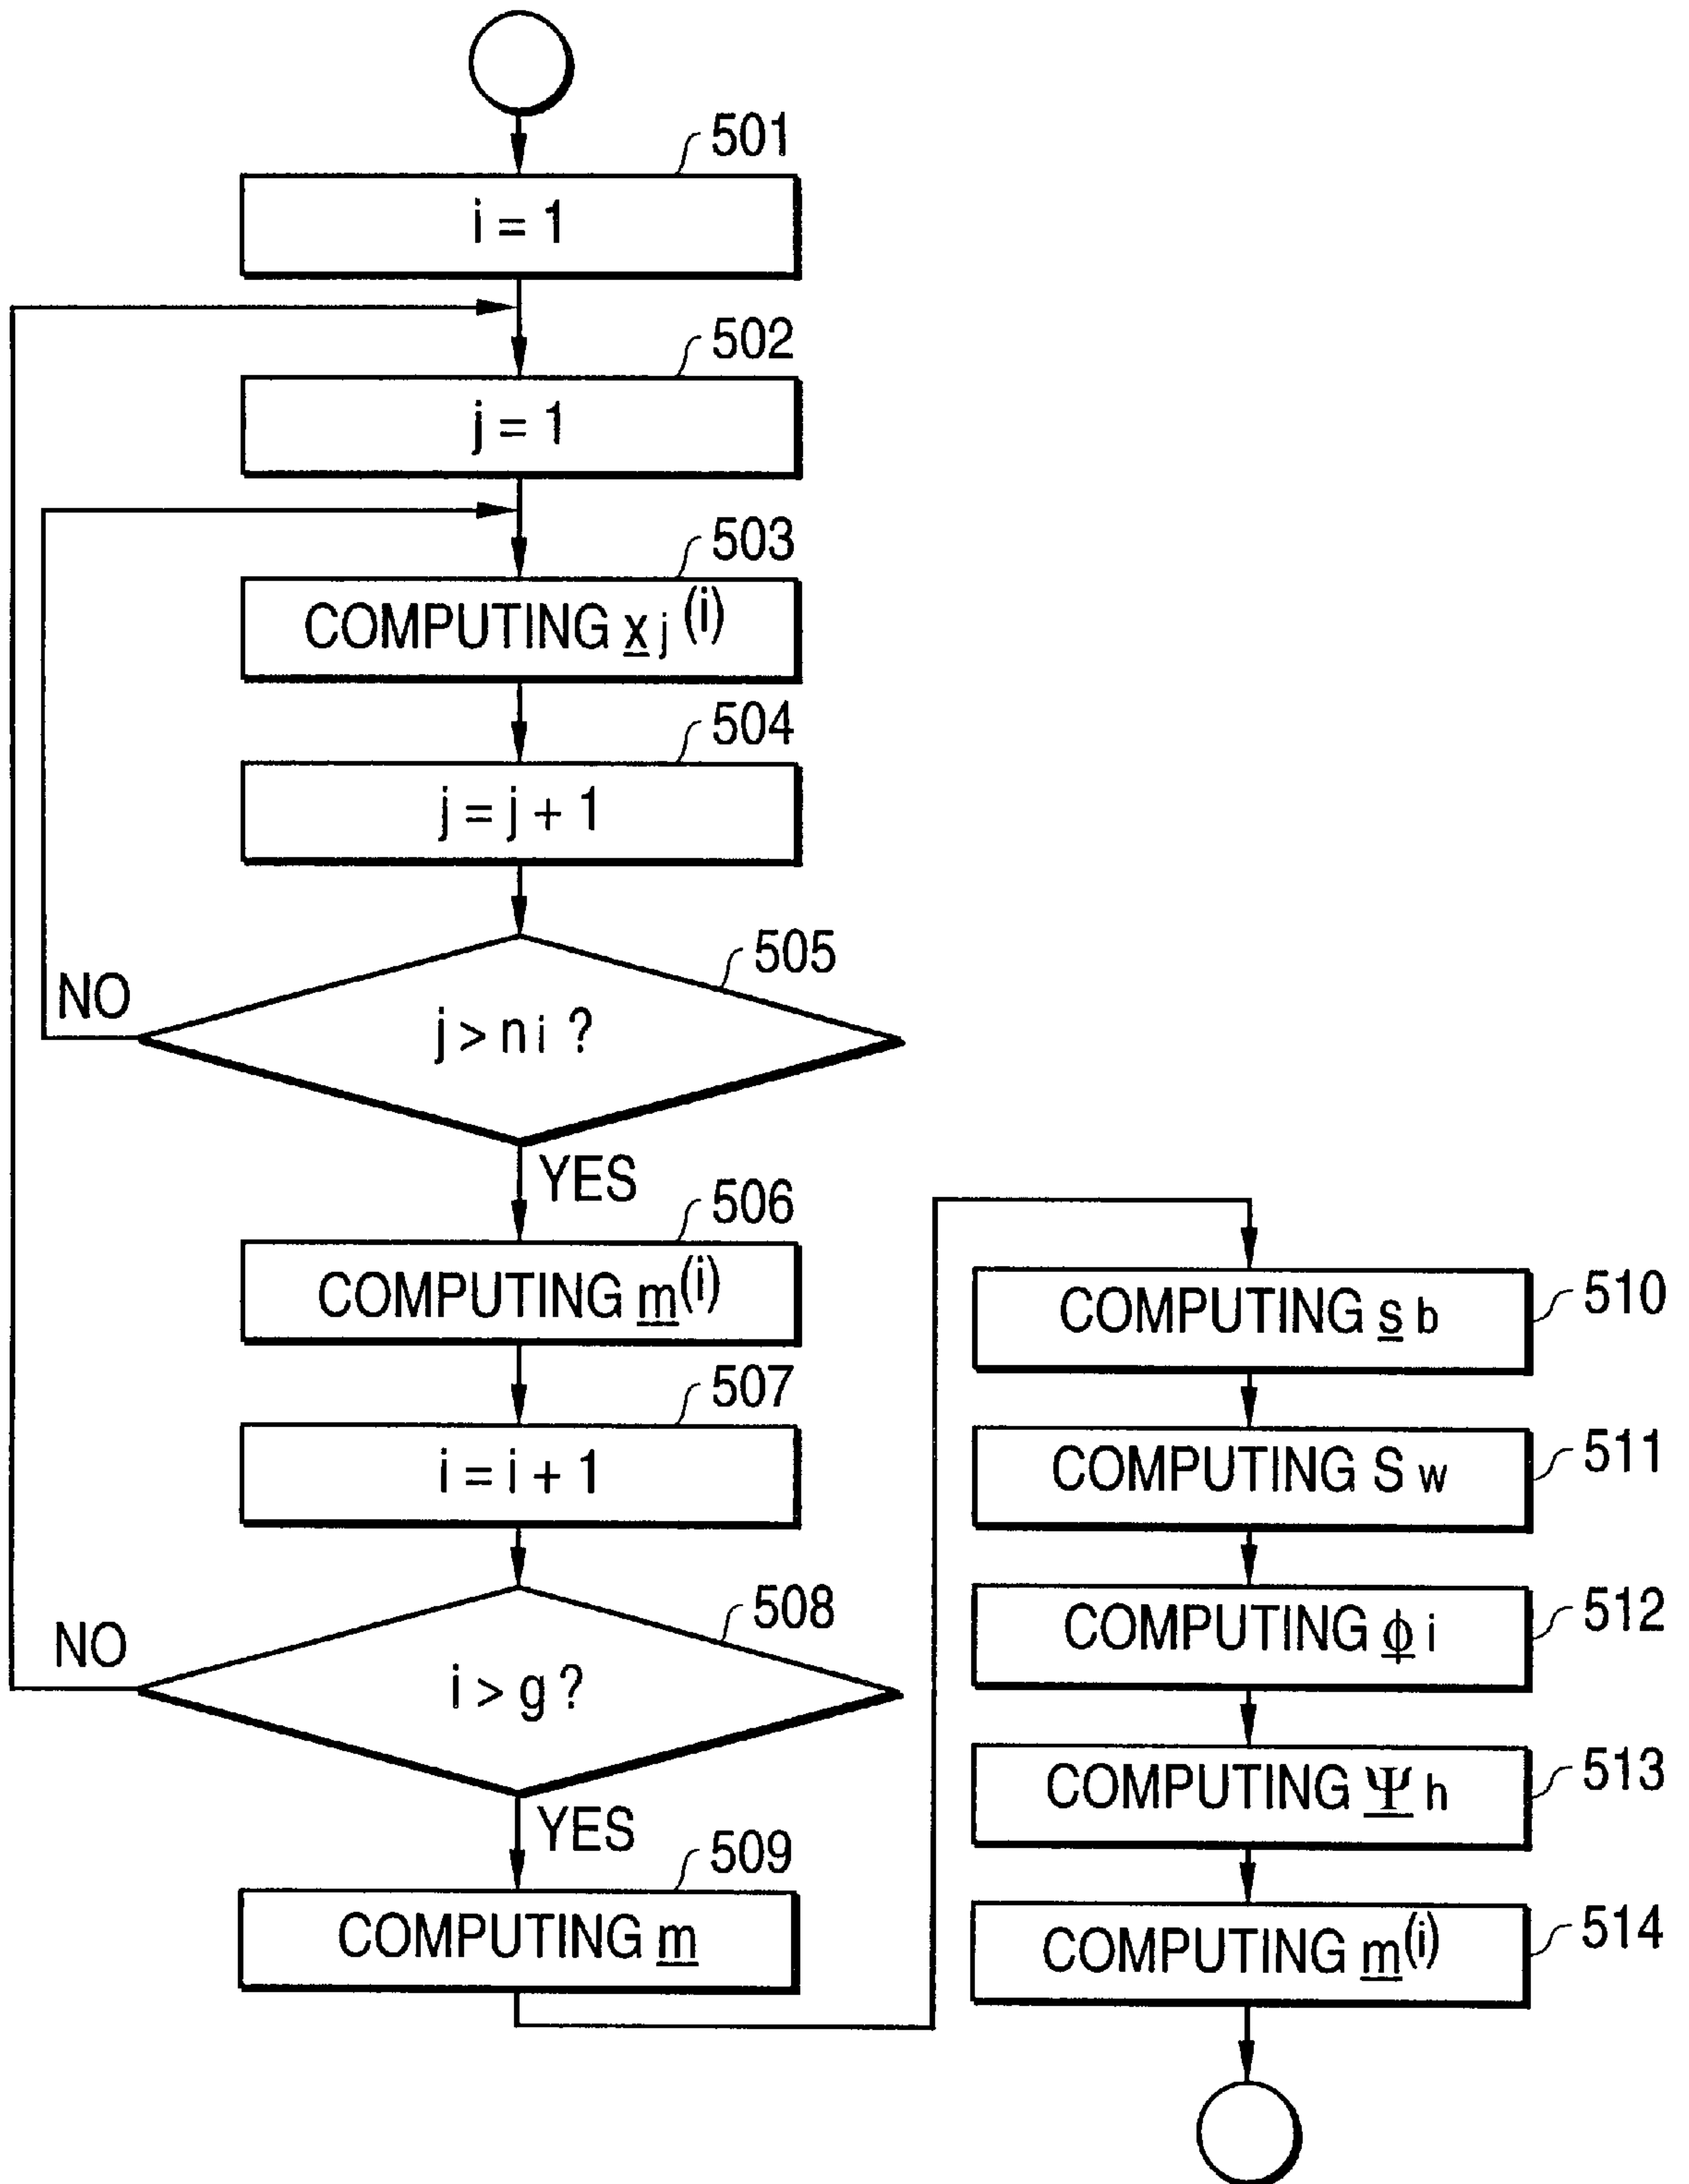 501
i = 1
502
j = 1
503
COMPUTING x j (i)
504
j = j + 1
505
NO
j > n i ?
YES
506
COMPUTING m(i)
507
i = i + 1
508
NO
i > g ?
YES
509
COMPUTING m
510
COMPUTING s b
511
COMPUTING S w
512
COMPUTING ϕ i
513
COMPUTING Ψ h
514
COMPUTING m(i)